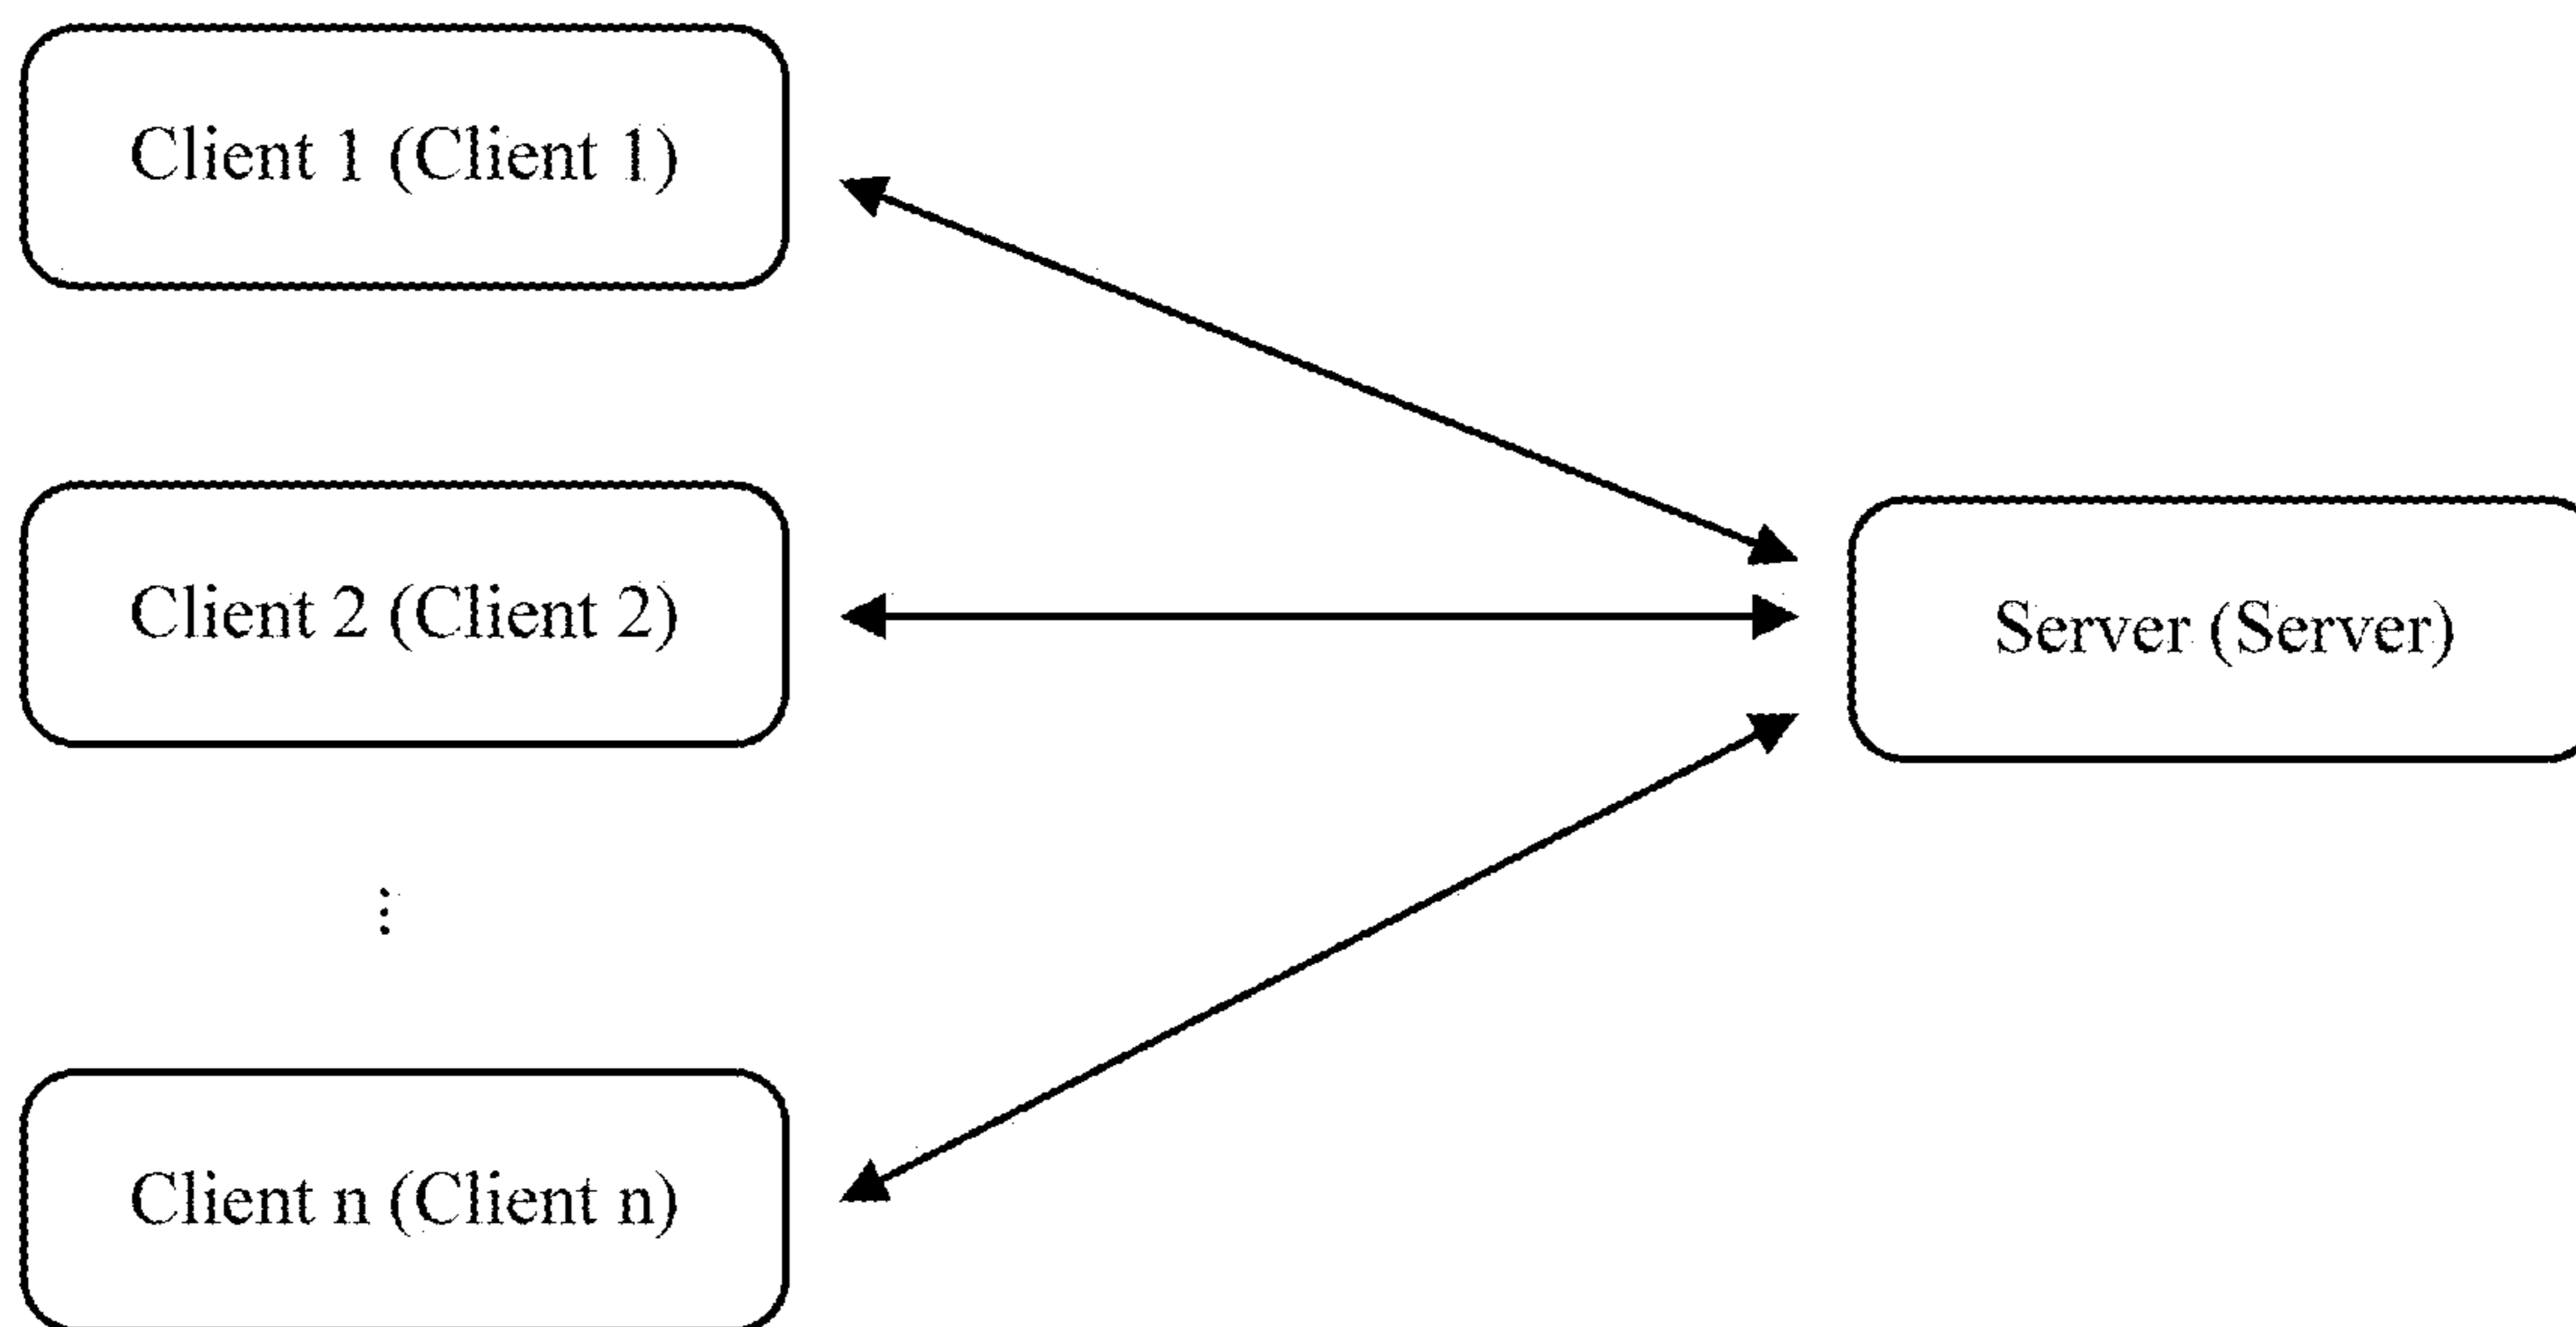 Client 1 (Client 1)
Client 2 (Client 2)
Server (Server)
⋮
Client n (Client n)